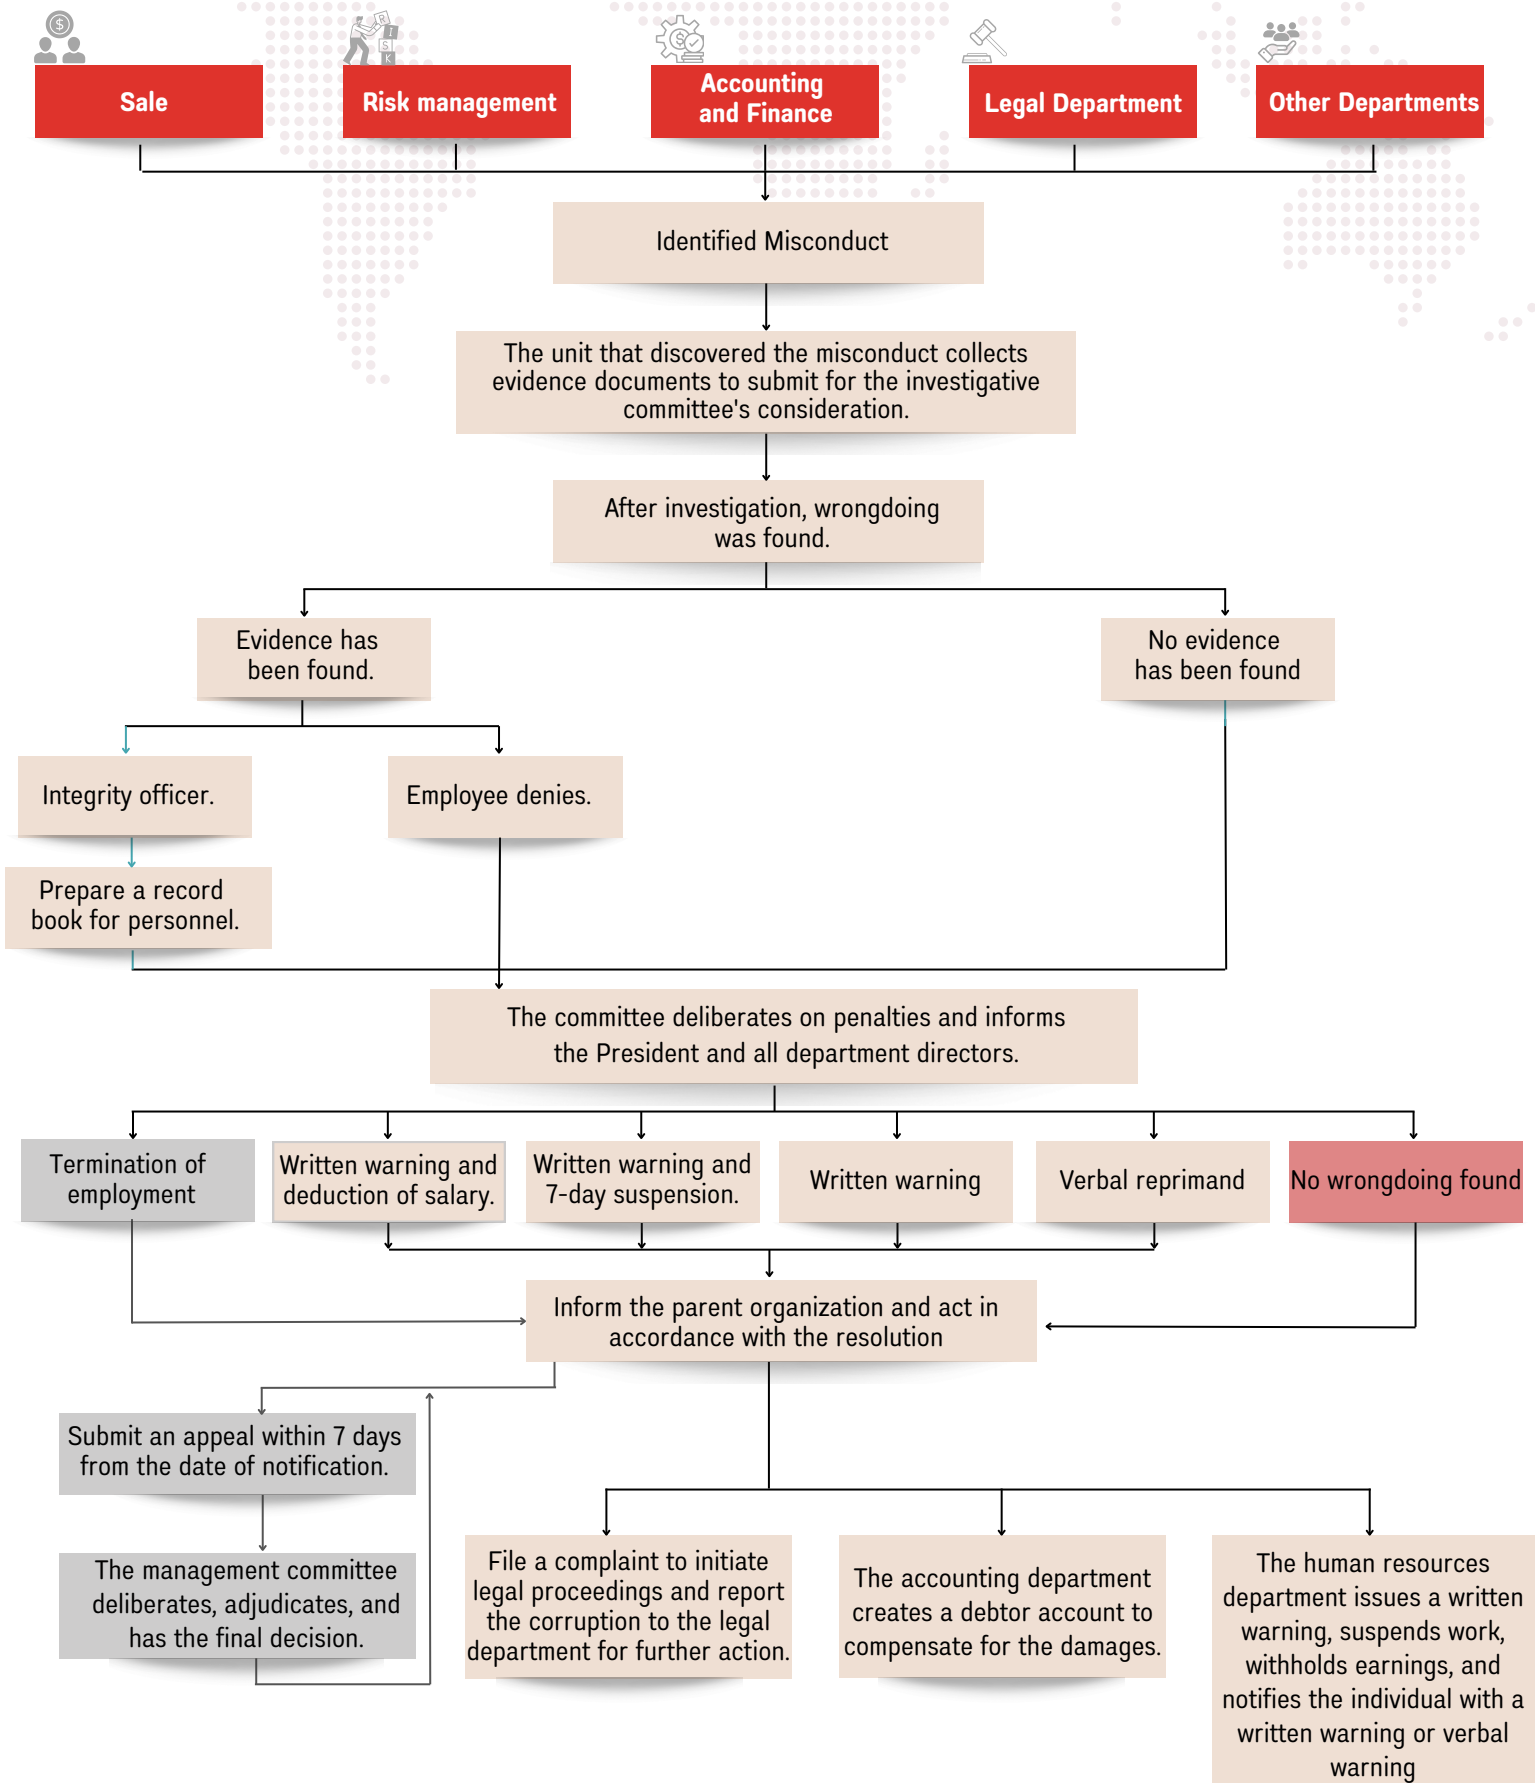 $
R
I
S
K
$
Sale
Risk management
Accounting
and Finance
Legal Department
Other Departments
Identified Misconduct
The unit that discovered the misconduct collects
evidence documents to submit for the investigative
committee's consideration.
After investigation, wrongdoing
was found.
Evidence has
been found.
No evidence
has been found
Integrity officer.
Employee denies.
Prepare a record
book for personnel.
The committee deliberates on penalties and informs
the President and all department directors.
Termination of
employment
Written warning and
deduction of salary.
Written warning and
7-day suspension.
Written warning
Verbal reprimand
No wrongdoing found
Inform the parent organization and act in
accordance with the resolution
Submit an appeal within 7 days
from the date of notification.
The management committee
deliberates, adjudicates, and
has the final decision.
File a complaint to initiate
legal proceedings and report
the corruption to the legal
department for further action.
The accounting department
creates a debtor account to
compensate for the damages.
The human resources
department issues a written
warning, suspends work,
withholds earnings, and
notifies the individual with a
written warning or verbal
warning